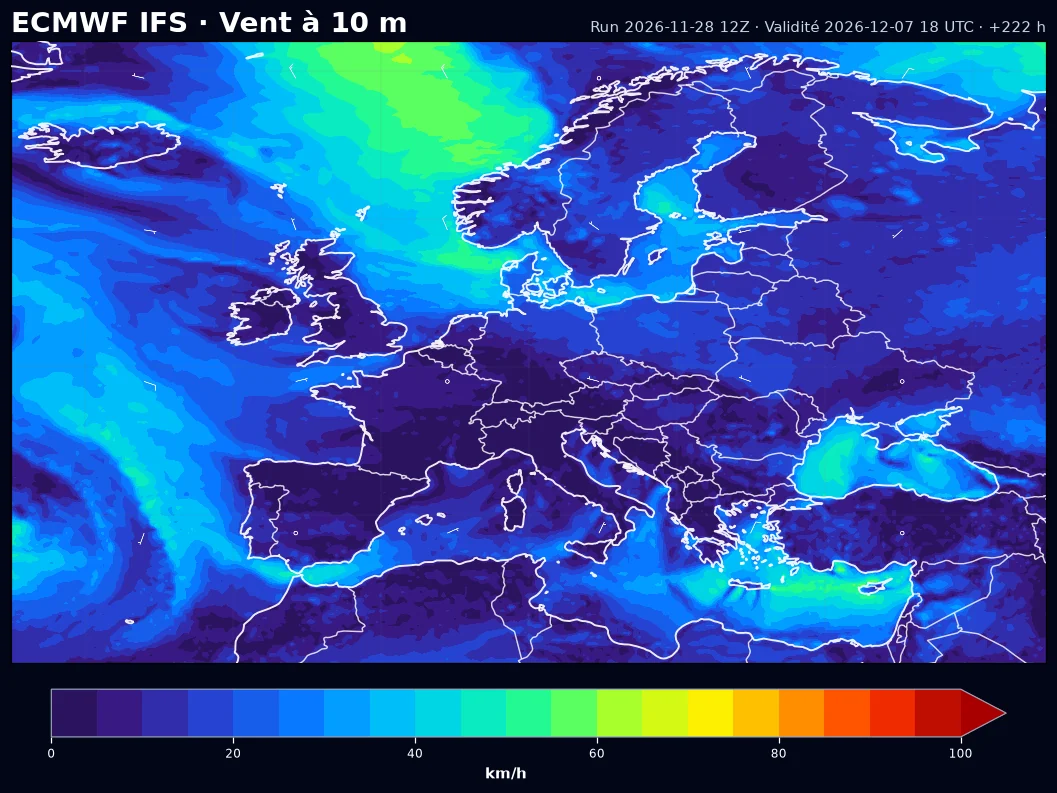 ECMWF IFS · Vent à 10 m
Run 2026-11-28 12Z · Validité 2026-12-07 18 UTC · +222 h
0 20 40 60 80 100
km/h